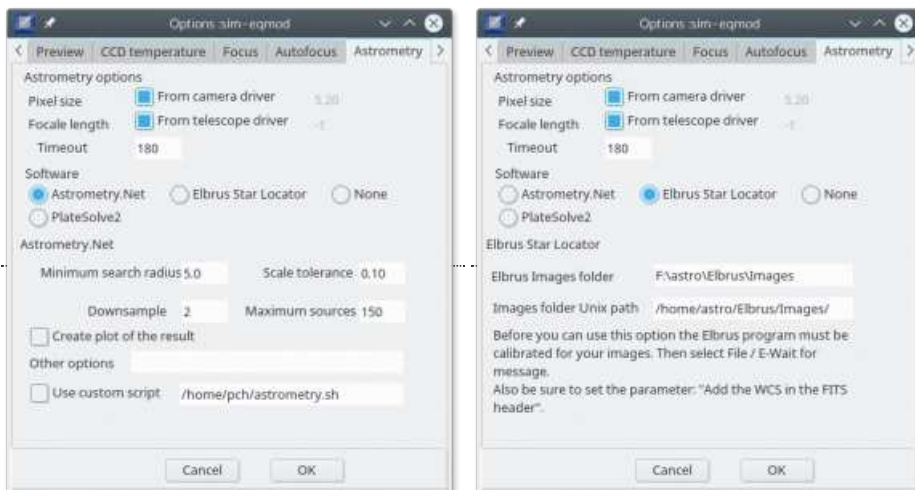 Options :sim-eqmod
Preview CCD temperature Focus Autofocus Astrometry
Astrometry options
Pixel size From camera driver 5.20
Focale length From telescope driver -1
Timeout 180
Software
Astrometry.Net Elbrus Star Locator None
PlateSolve2
Astrometry.Net
Minimum search radius 5.0 Scale tolerance 0.10
Downsample 2 Maximum sources 150
Create plot of the result
Other options
Use custom script /home/pch/astrometry.sh
Cancel OK
Options :sim-eqmod
Preview CCD temperature Focus Autofocus Astrometry
Astrometry options
Pixel size From camera driver 5.20
Focale length From telescope driver -1
Timeout 180
Software
Astrometry.Net Elbrus Star Locator None
PlateSolve2
Elbrus Star Locator
Elbrus Images folder F:\astro\Elbrus\Images
Images folder Unix path /home/astro/Elbrus/Images/
Before you can use this option the Elbrus program must be
calibrated for your images. Then select File / E-Wait for
message.
Also be sure to set the parameter: "Add the WCS in the FITS
header".
Cancel OK